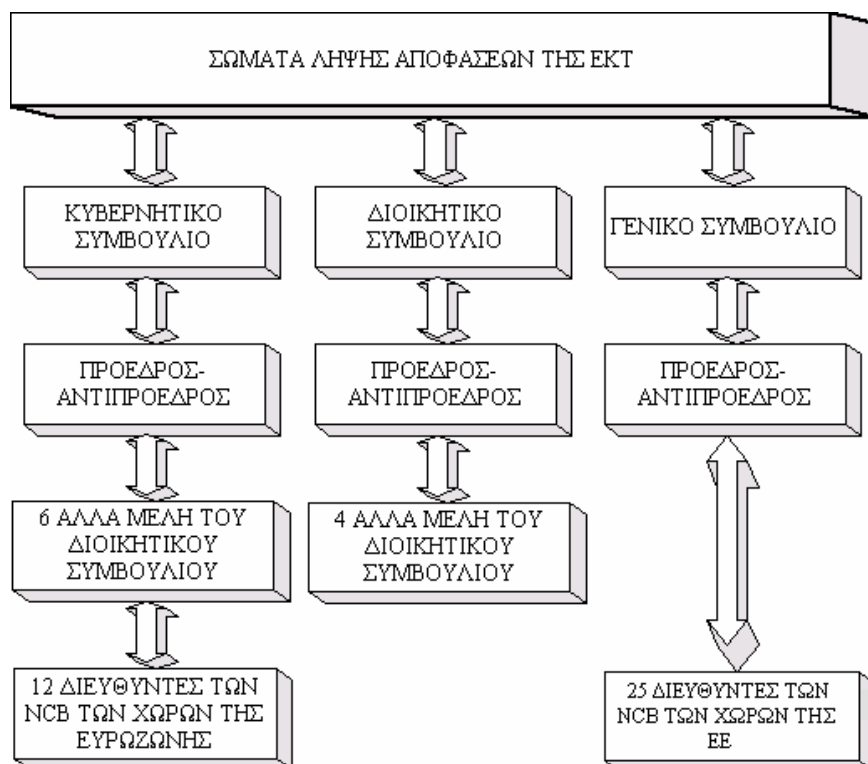 ΣΩΜΑΤΑ ΛΗΨΗΣ ΑΠΟΦΑΣΕΩΝ ΤΗΣ ΕΚΤ
ΚΥΒΕΡΝΗΤΙΚΟ
ΣΥΜΒΟΥΛΙΟ
ΔΙΟΙΚΗΤΙΚΟ
ΣΥΜΒΟΥΛΙΟ
ΓΕΝΙΚΟ ΣΥΜΒΟΥΛΙΟ
ΠΡΟΕΔΡΟΣ-
ΑΝΤΙΠΡΟΕΔΡΟΣ
ΠΡΟΕΔΡΟΣ-
ΑΝΤΙΠΡΟΕΔΡΟΣ
ΠΡΟΕΔΡΟΣ-
ΑΝΤΙΠΡΟΕΔΡΟΣ
6 ΑΛΛΑ ΜΕΛΗ ΤΟΥ
ΔΙΟΙΚΗΤΙΚΟΥ
ΣΥΜΒΟΥΛΙΟΥ
4 ΑΛΛΑ ΜΕΛΗ ΤΟΥ
ΔΙΟΙΚΗΤΙΚΟΥ
ΣΥΜΒΟΥΛΙΟΥ
12 ΔΙΕΥΘΥΝΤΕΣ ΤΩΝ
NCB ΤΩΝ ΧΩΡΩΝ ΤΗΣ
ΕΥΡΩΖΩΝΗΣ
25 ΔΙΕΥΘΥΝΤΕΣ ΤΩΝ
NCB ΤΩΝ ΧΩΡΩΝ ΤΗΣ
ΕΕ